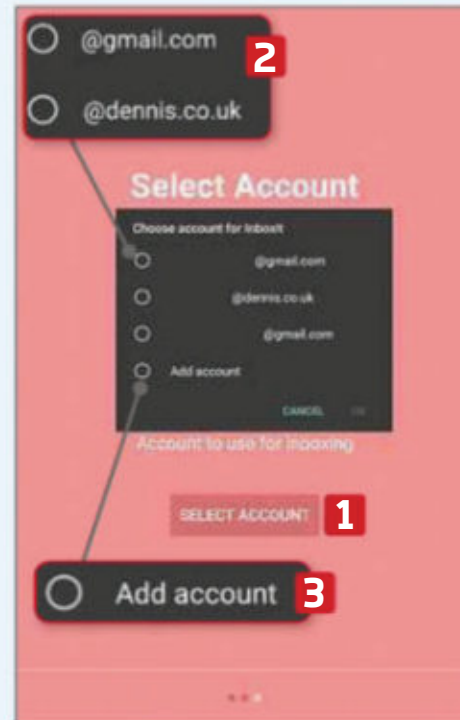 @gmail.com
2
@dennis.co.uk
Select Account
Choose account for InboxIt
@gmail.com
@dennis.co.uk
@gmail.com
Add account
CANCEL OK
Account to use for inboxing
SELECT ACCOUNT 1
Add account 3